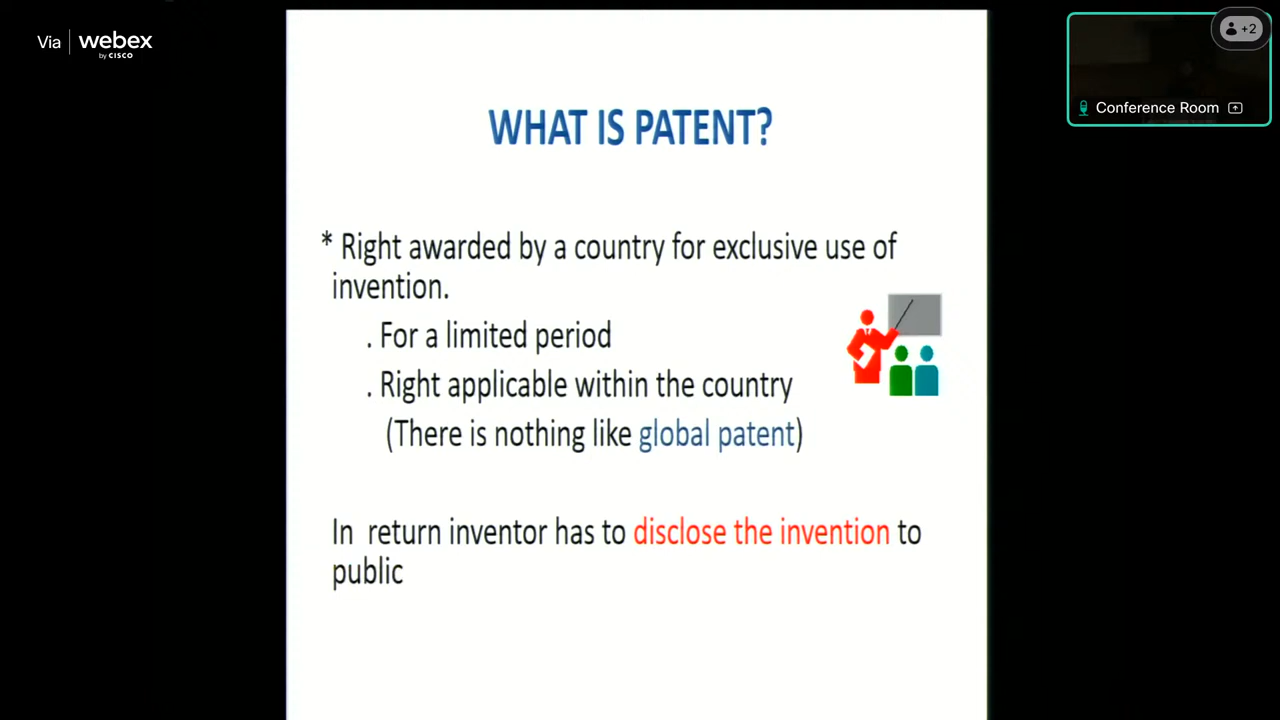 Via webex
by CISCO
+2
Conference Room
WHAT IS PATENT?
* Right awarded by a country for exclusive use of
invention.
. For a limited period
. Right applicable within the country
(There is nothing like global patent)
In return inventor has to disclose the invention to
public